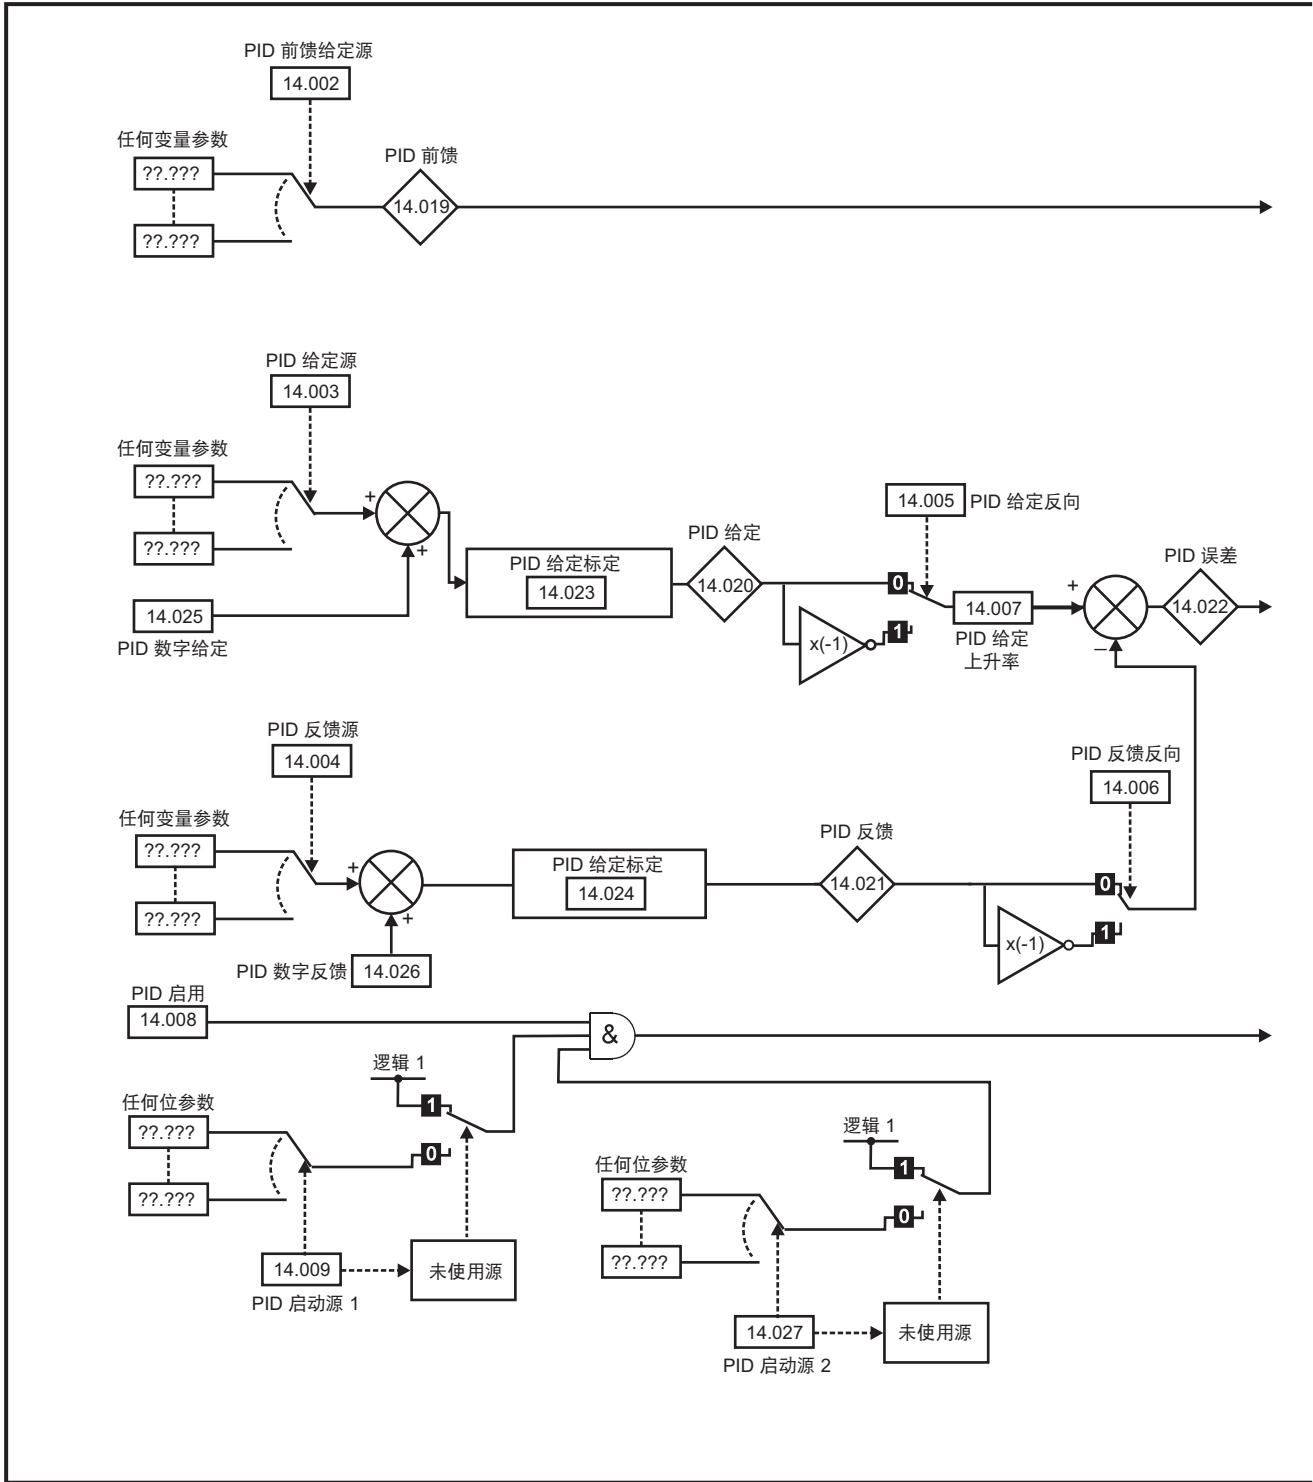 PID 前馈给定源
14.002
任何变量参数
??.???
PID 前馈
14.019
??.???
PID 给定源
14.003
任何变量参数
??.???
+
14.005
PID 给定反向
??.???
+
PID 给定
PID 误差
PID 给定标定
0
+
14.023
14.020
14.007
14.022
14.025
PID 数字给定
x(-1)
1
PID 给定
上升率
–
PID 反馈源
14.004
PID 反馈反向
14.006
任何变量参数
PID 反馈
??.???
+
PID 给定标定
14.024
14.021
0
??.???
+
1
x(-1)
PID 数字反馈
14.026
PID 启用
14.008
&
逻辑 1
任何位参数
1
??.???
0
逻辑 1
任何位参数
1
??.???
??.???
0
14.009
未使用源
??.???
PID 启动源 1
14.027
未使用源
PID 启动源 2